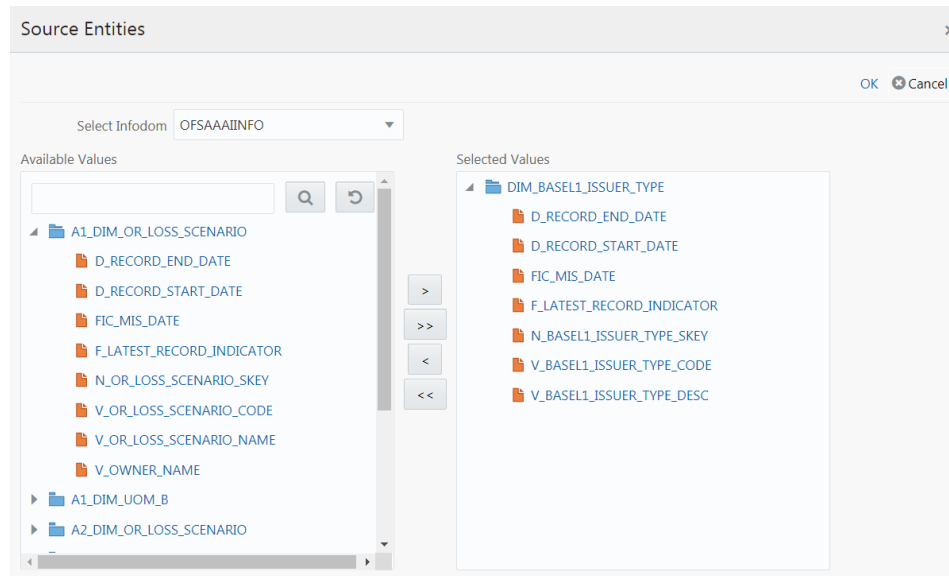 Source Entities
OK Cancel
Select Infodom OFSAAAIINFO
Available Values
A1_DIM_OR_LOSS_SCENARIO
D_RECORD_END_DATE
D_RECORD_START_DATE
FIC_MIS_DATE
F_LATEST_RECORD_INDICATOR
N_OR_LOSS_SCENARIO_SKEY
V_OR_LOSS_SCENARIO_CODE
V_OR_LOSS_SCENARIO_NAME
V_OWNER_NAME
A1_DIM_UOM_B
A2_DIM_OR_LOSS_SCENARIO
>
>>
<
<<
Selected Values
DIM_BASEL1_ISSUER_TYPE
D_RECORD_END_DATE
D_RECORD_START_DATE
FIC_MIS_DATE
F_LATEST_RECORD_INDICATOR
N_BASEL1_ISSUER_TYPE_SKEY
V_BASEL1_ISSUER_TYPE_CODE
V_BASEL1_ISSUER_TYPE_DESC